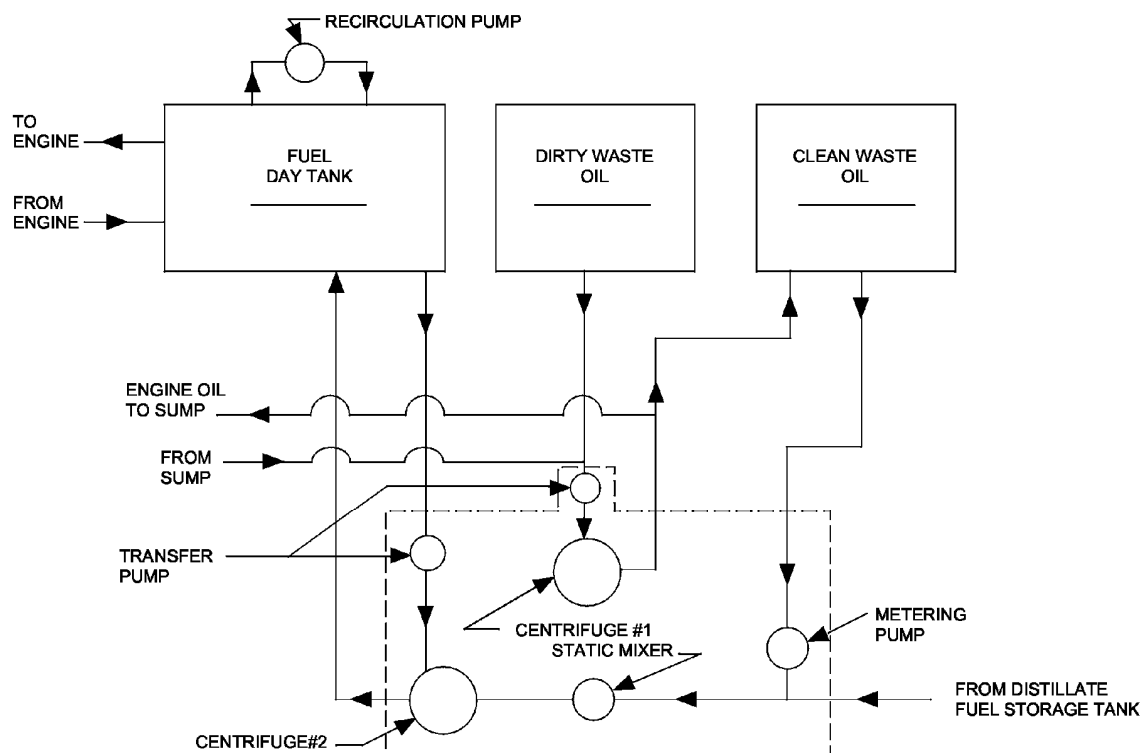 RECIRCULATION PUMP
TO
ENGINE
FROM
ENGINE
FUEL
DAY TANK
DIRTY WASTE
OIL
CLEAN WASTE
OIL
ENGINE OIL
TO SUMP
FROM
SUMP
TRANSFER
PUMP
CENTRIFUGE #1
STATIC MIXER
METERING
PUMP
FROM DISTILLATE
FUEL STORAGE TANK
CENTRIFUGE#2